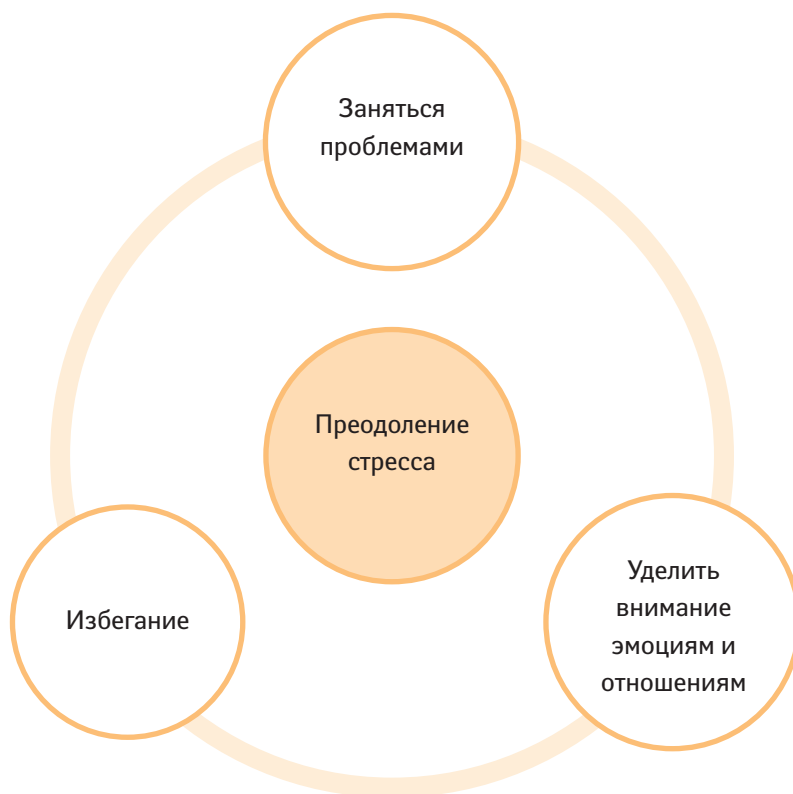 Заняться
проблемами
Преодоление
стресса
Избегание
Уделить
внимание
эмоциям и
отношениям